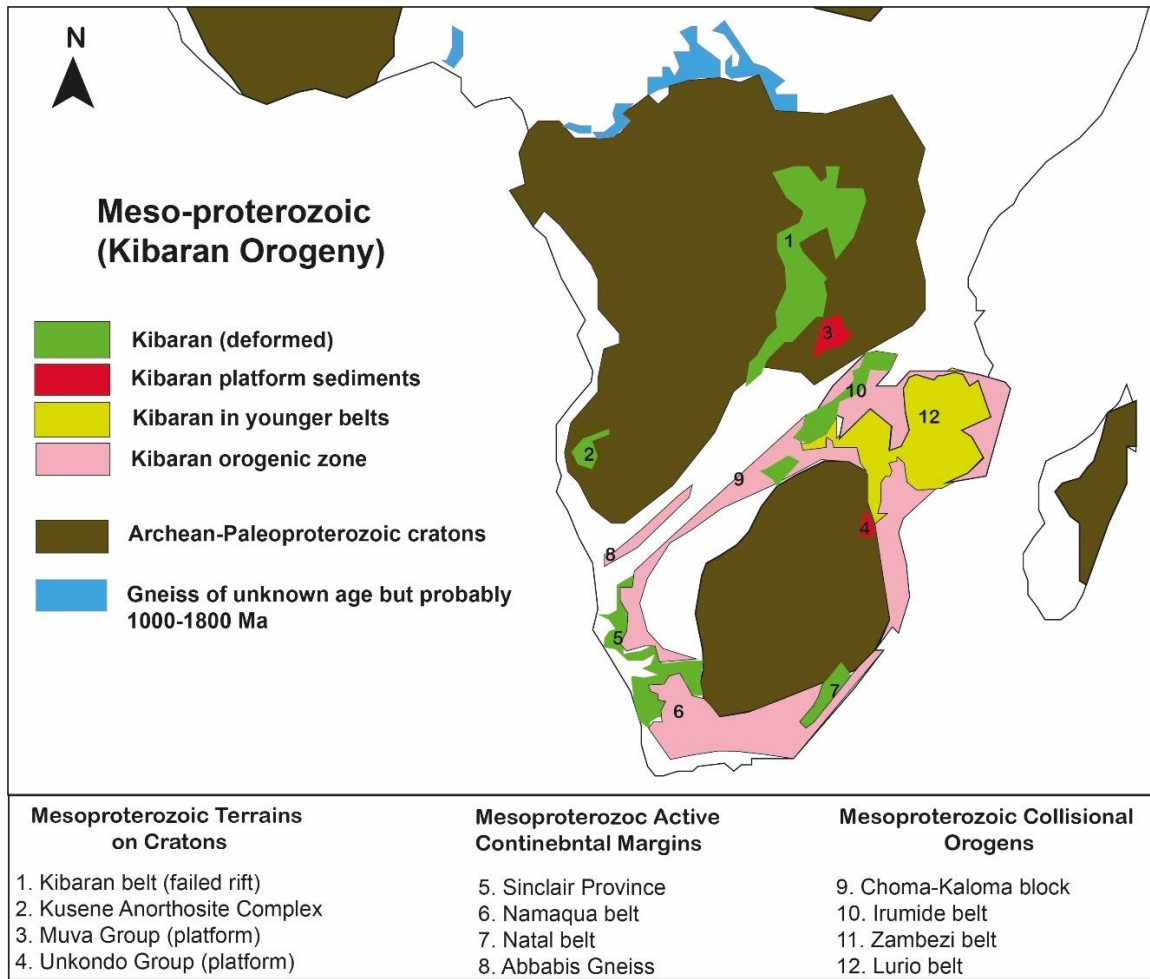 N
Meso-proterozoic
(Kibaran Orogeny)
Kibaran (deformed)
Kibaran platform sediments
Kibaran in younger belts
Kibaran orogenic zone
Archean-Paleoproterozoic cratons
Gneiss of unknown age but probably
1000-1800 Ma
1
3
10
12
2
9
4
8
5
7
6
Mesoproterozoic Terrains
on Cratons
1. Kibaran belt (failed rift)
2. Kusene Anorthosite Complex
3. Muva Group (platform)
4. Unkondo Group (platform)
Mesoproterozoc Active
Continebntal Margins
5. Sinclair Province
6. Namaqua belt
7. Natal belt
8. Abbabis Gneiss
Mesoproterozoic Collisional
Orogens
9. Choma-Kaloma block
10. Irumide belt
11. Zambezi belt
12. Lurio belt